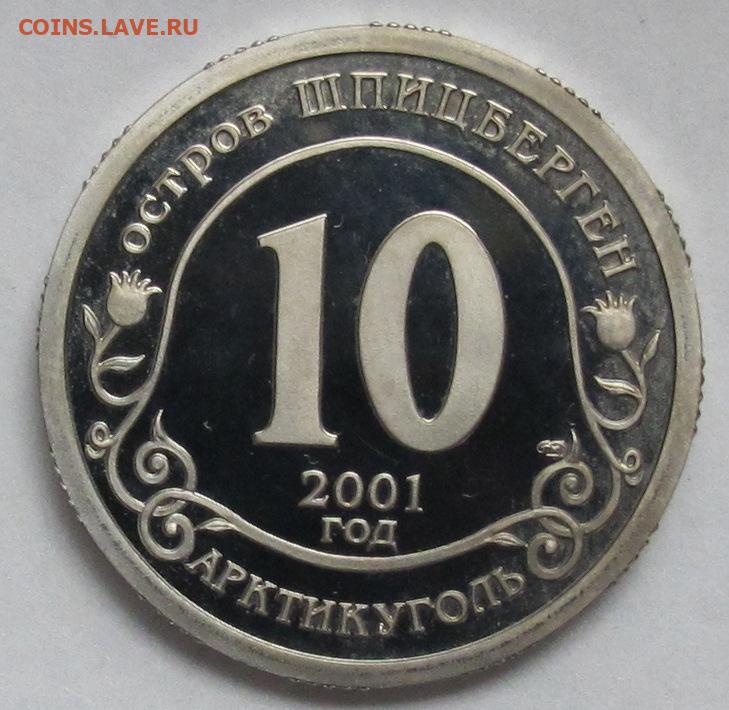 COINS.LAVE.RU
остров ШПИЦБЕРГЕН
10
2001
год
АРКТИКУГОЛЬ